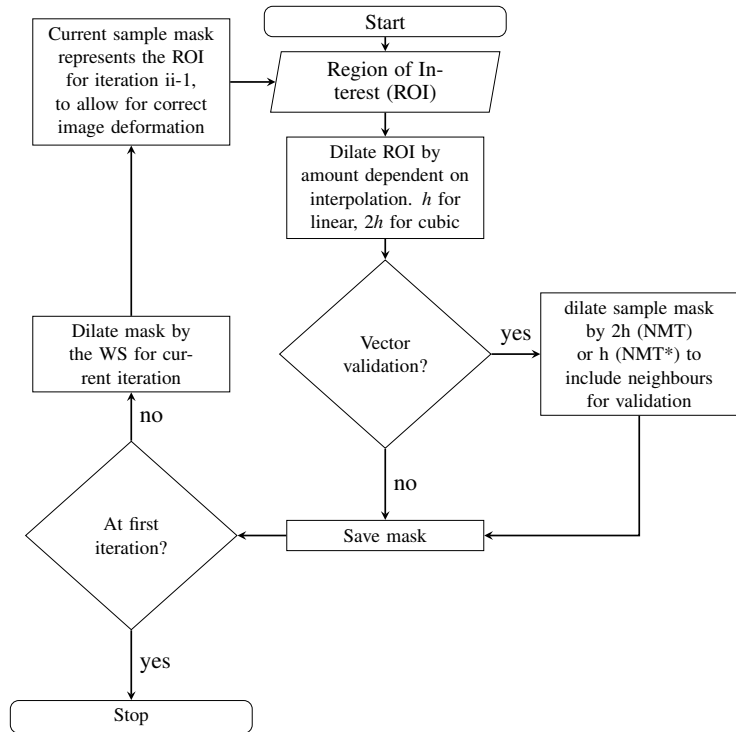 Start
Region of In-
terest (ROI)
Dilate ROI by
amount dependent on
interpolation. h for
linear, 2h for cubic
Vector
validation?
yes
dilate sample mask
by 2h (NMT)
or h (NMT*) to
include neighbours
for validation
no
Save mask
At first
iteration?
no
Dilate mask by
the WS for cur-
rent iteration
Current sample mask
represents the ROI
for iteration ii-1,
to allow for correct
image deformation
yes
Stop